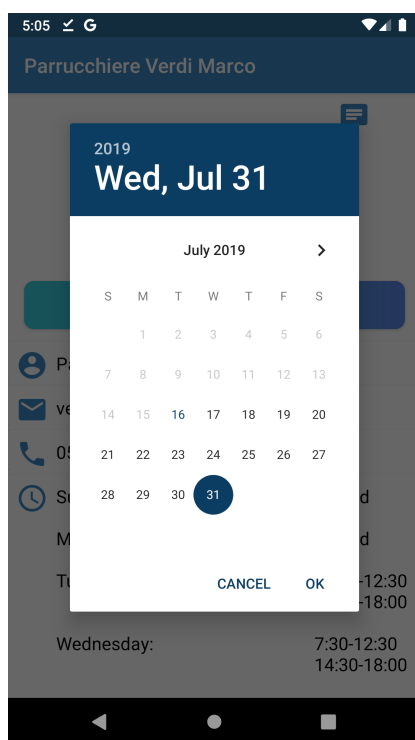 5:05 G
Parrucchiere Verdi Marco
2019
Wed, Jul 31
July 2019
S M T W T F S
1 2 3 4 5 6
7 8 9 10 11 12 13
14 15 16 17 18 19 20
21 22 23 24 25 26 27
28 29 30 31
CANCEL OK
-12:30
-18:00
Wednesday: 7:30-12:30
14:30-18:00